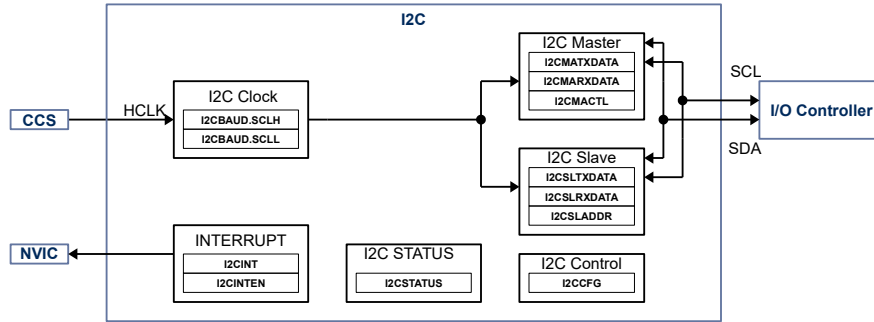 I2C
I2C Master
I2CMATXDATA
I2CMARXDATA
I2CMACTL
SCL
I2C Clock
I2CBAUD.SCLH
I2CBAUD.SCLL
CCS
HCLK
I/O Controller
SDA
I2C Slave
I2CSLTXDATA
I2CSLRXDATA
I2CSLADDR
NVIC
INTERRUPT
I2CINT
I2CINTEN
I2C STATUS
I2CSTATUS
I2C Control
I2CCFG